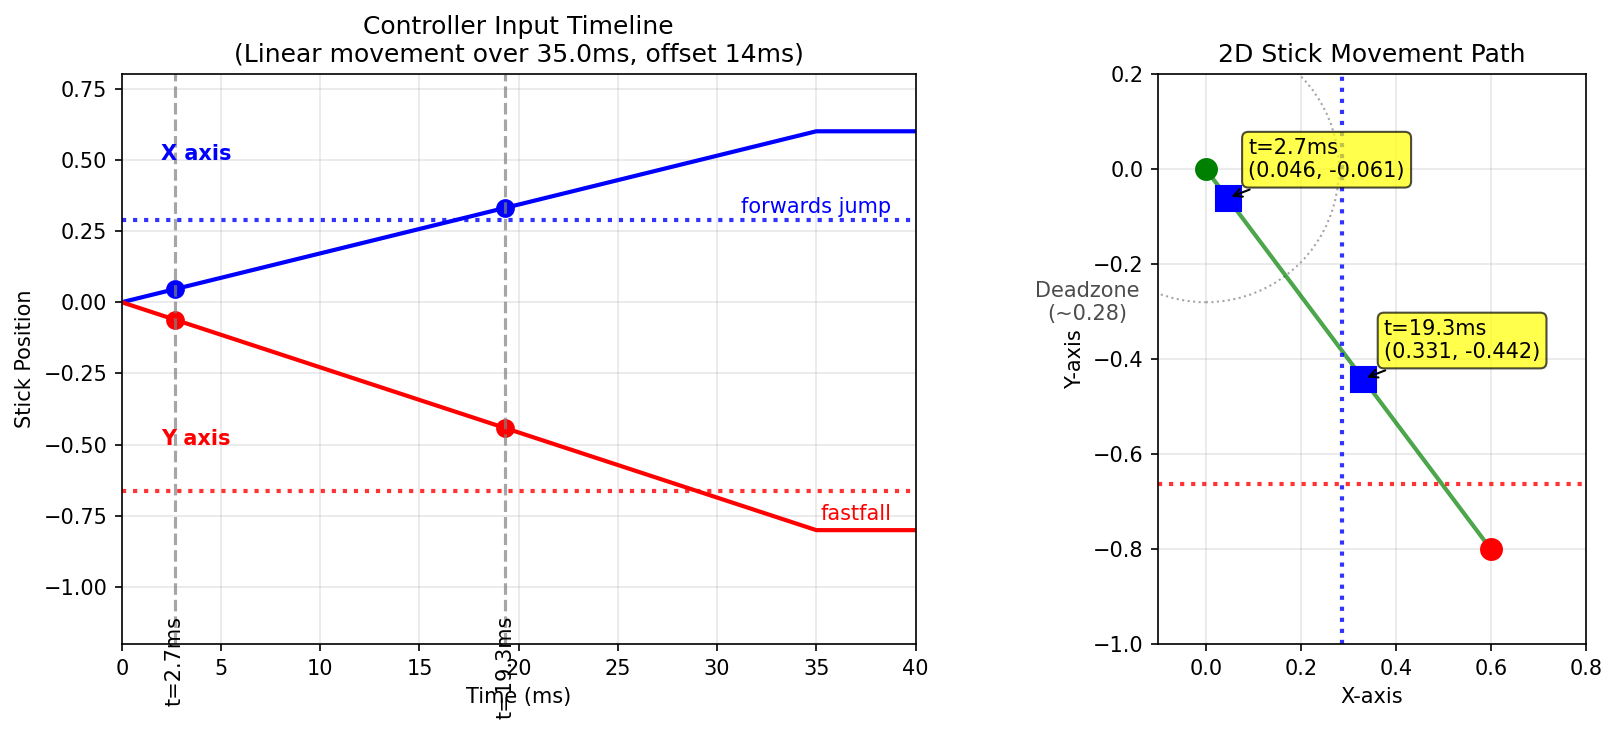 Controller Input Timeline
(Linear movement over 35.0ms, offset 14ms)
Stick Position
0.75
0.50
0.25
0.00
−0.25
−0.50
−0.75
−1.00
X axis
Y axis
forwards jump
fastfall
t=2.7ms
t=19.3ms
0 5 10 15 20 25 30 35 40
Time (ms)
2D Stick Movement Path
Y-axis
0.2
0.0
−0.2
−0.4
−0.6
−0.8
−1.0
Deadzone
(~0.28)
t=2.7ms
(0.046, -0.061)
t=19.3ms
(0.331, -0.442)
0.0 0.2 0.4 0.6 0.8
X-axis